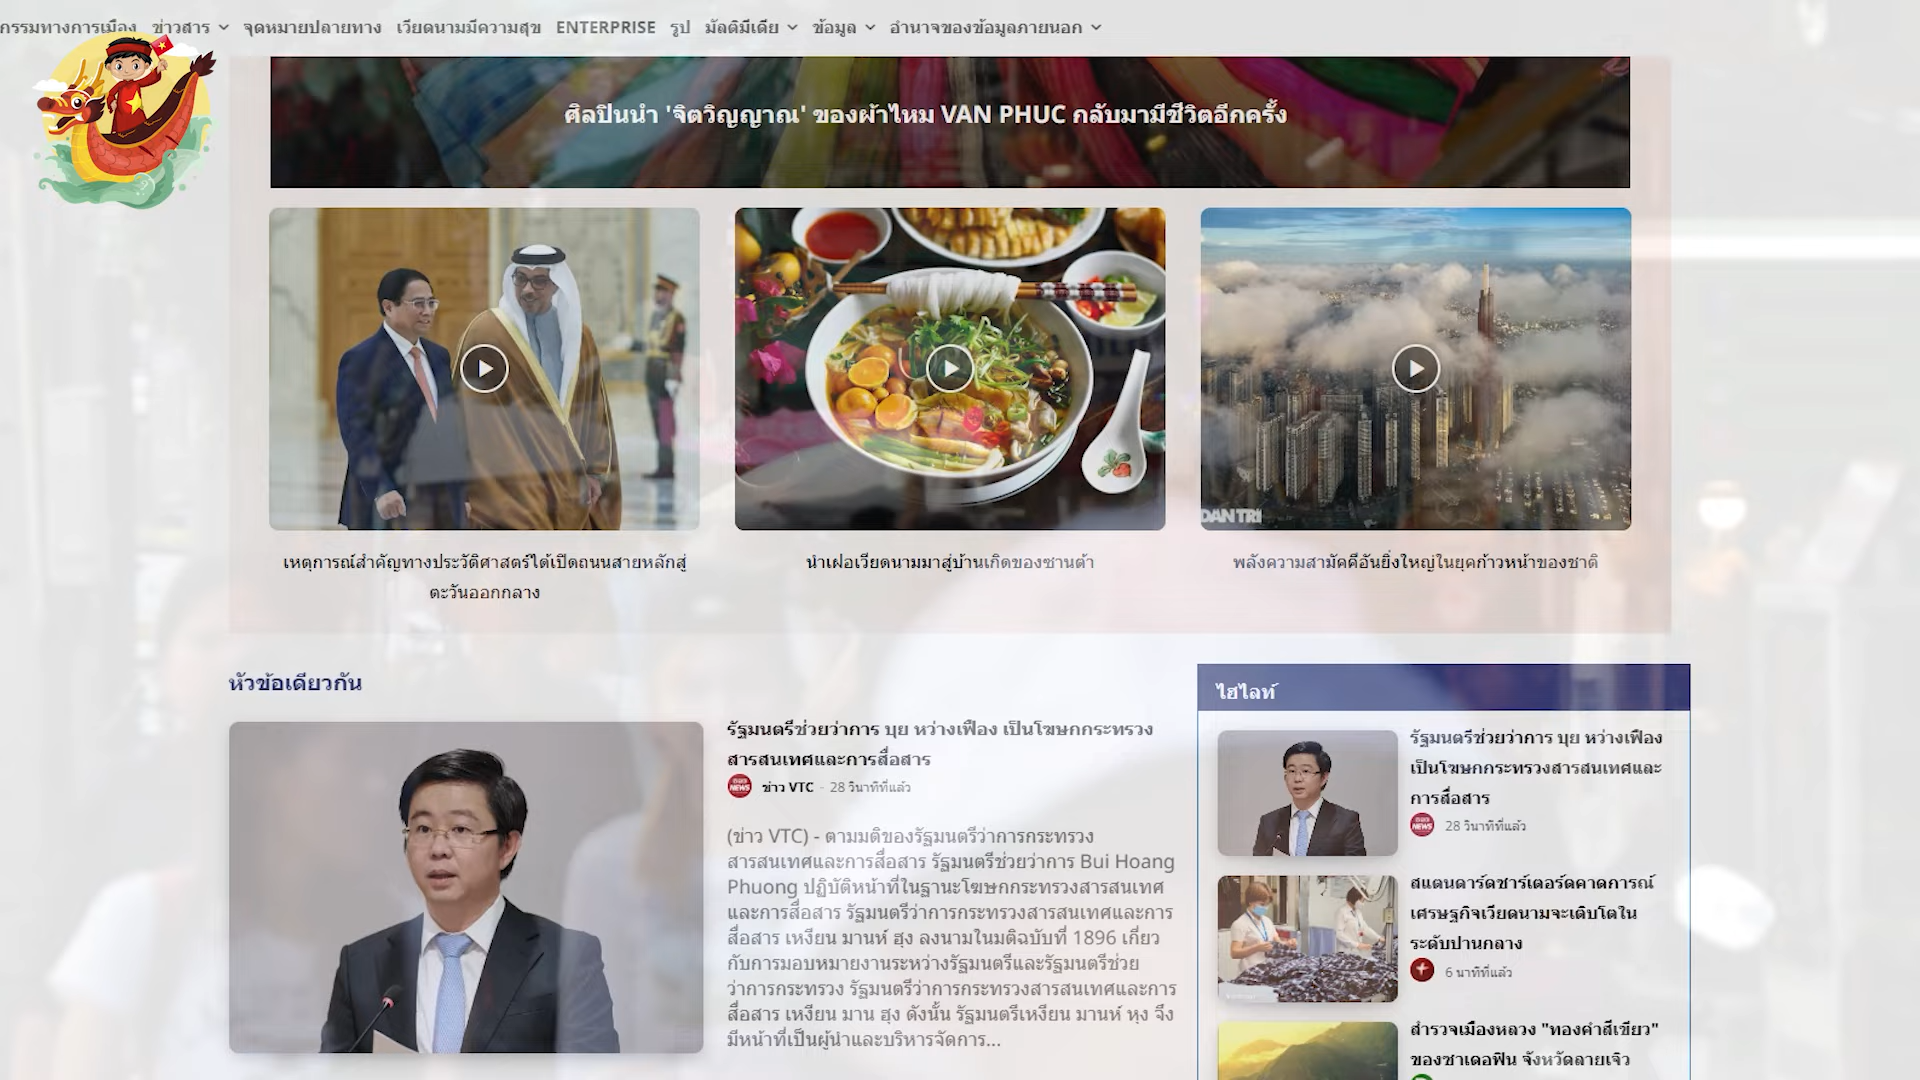 กรรมทางการเมือง ข่าวสาร จุดหมายปลายทาง เวียดนามมีความสุข ENTERPRISE รูป มัลติมีเดีย ข้อมูล อำนาจของข้อมูลภายนอก
ศิลปินนำ 'จิตวิญญาณ' ของผ้าไหม VAN PHUC กลับมามีชีวิตอีกครั้ง
DAN TRI
เหตุการณ์สำคัญทางประวัติศาสตร์ได้เปิดถนนสายหลักสู่
ตะวันออกกลาง
นำเฝอเวียดนามมาสู่บ้านเกิดของซานต้า
พลังความสามัคคีอันยิ่งใหญ่ในยุคก้าวหน้าของชาติ
หัวข้อเดียวกัน
รัฐมนตรีช่วยว่าการ บุย หว่างเฟือง เป็นโฆษกกระทรวง
สารสนเทศและการสื่อสาร
NEWS ข่าว VTC - 28 วินาทีที่แล้ว
(ข่าว VTC) - ตามมติของรัฐมนตรีว่าการกระทรวง
สารสนเทศและการสื่อสาร รัฐมนตรีช่วยว่าการ Bui Hoang
Phuong ปฏิบัติหน้าที่ในฐานะโฆษกกระทรวงสารสนเทศ
และการสื่อสาร รัฐมนตรีว่าการกระทรวงสารสนเทศและการ
สื่อสาร เหงียน มานห์ ฮุง ลงนามในมติฉบับที่ 1896 เกี่ยว
กับการมอบหมายงานระหว่างรัฐมนตรีและรัฐมนตรีช่วย
ว่าการกระทรวง รัฐมนตรีว่าการกระทรวงสารสนเทศและการ
สื่อสาร เหงียน มาน ฮุง ดังนั้น รัฐมนตรีเหงียน มานห์ หุง จึง
มีหน้าที่เป็นผู้นำและบริหารจัดการ...
ไฮไลท์
รัฐมนตรีช่วยว่าการ บุย หว่างเฟือง
เป็นโฆษกกระทรวงสารสนเทศและ
การสื่อสาร
NEWS 28 วินาทีที่แล้ว
สแตนดาร์ดชาร์เตอร์ดคาดการณ์
เศรษฐกิจเวียดนามจะเติบโตใน
ระดับปานกลาง
6 นาทีที่แล้ว
สำรวจเมืองหลวง "ทองคำสีเขียว"
ของชาเดอฟิน จังหวัดลายเจิว